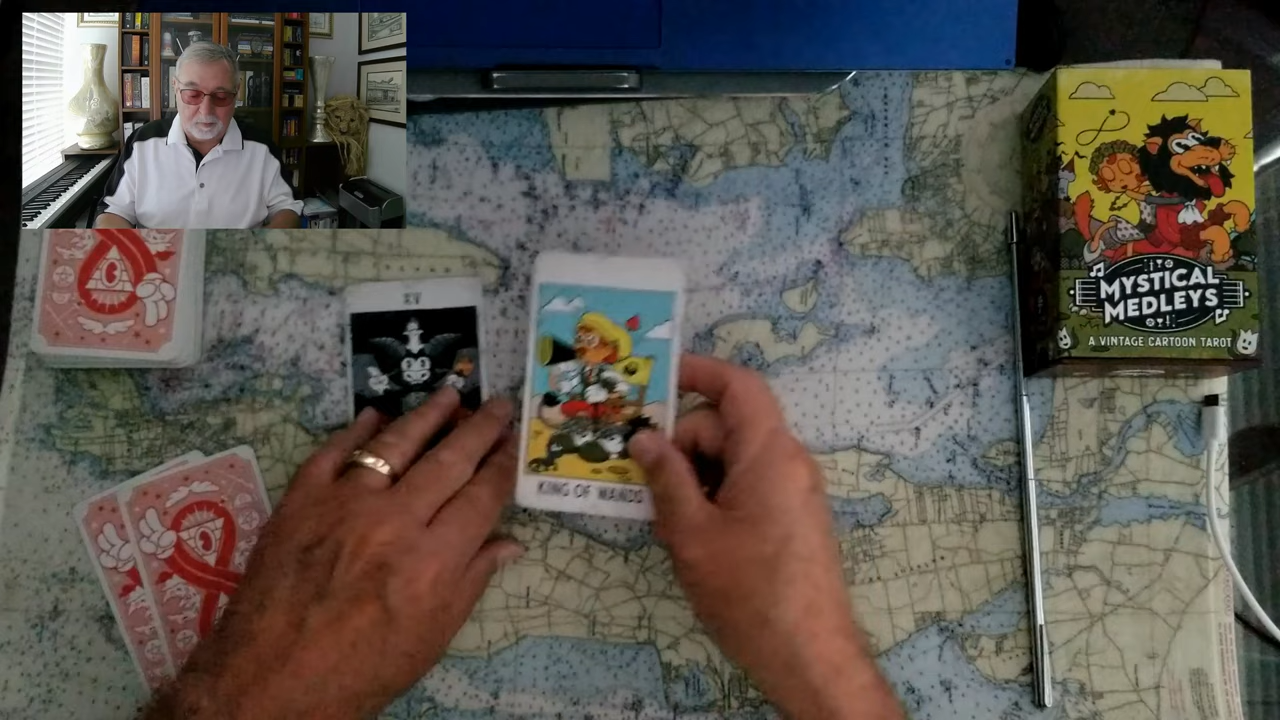 XV
KING OF WANDS
MYSTICAL
MEDLEYS
A VINTAGE CARTOON TAROT